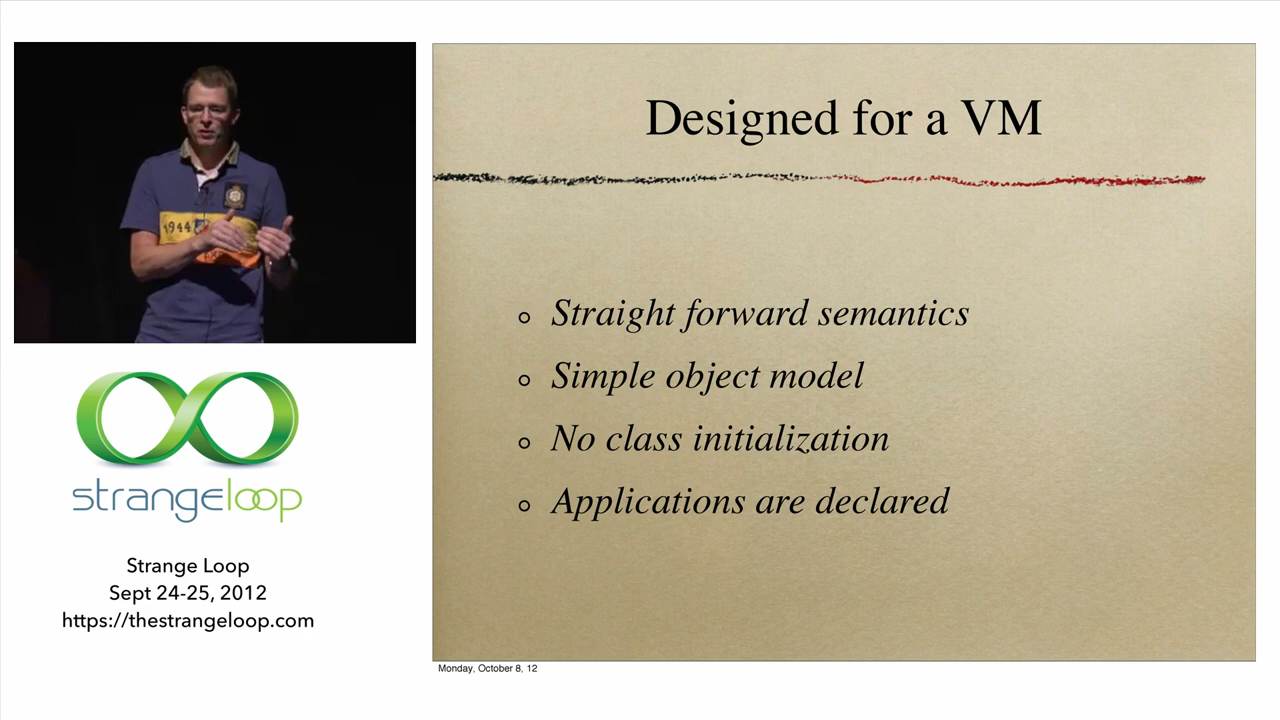 1944
strangeloop
Strange Loop
Sept 24-25, 2012
https://thestrangeloop.com
Designed for a VM
Straight forward semantics
Simple object model
No class initialization
Applications are declared
Monday, October 8, 12